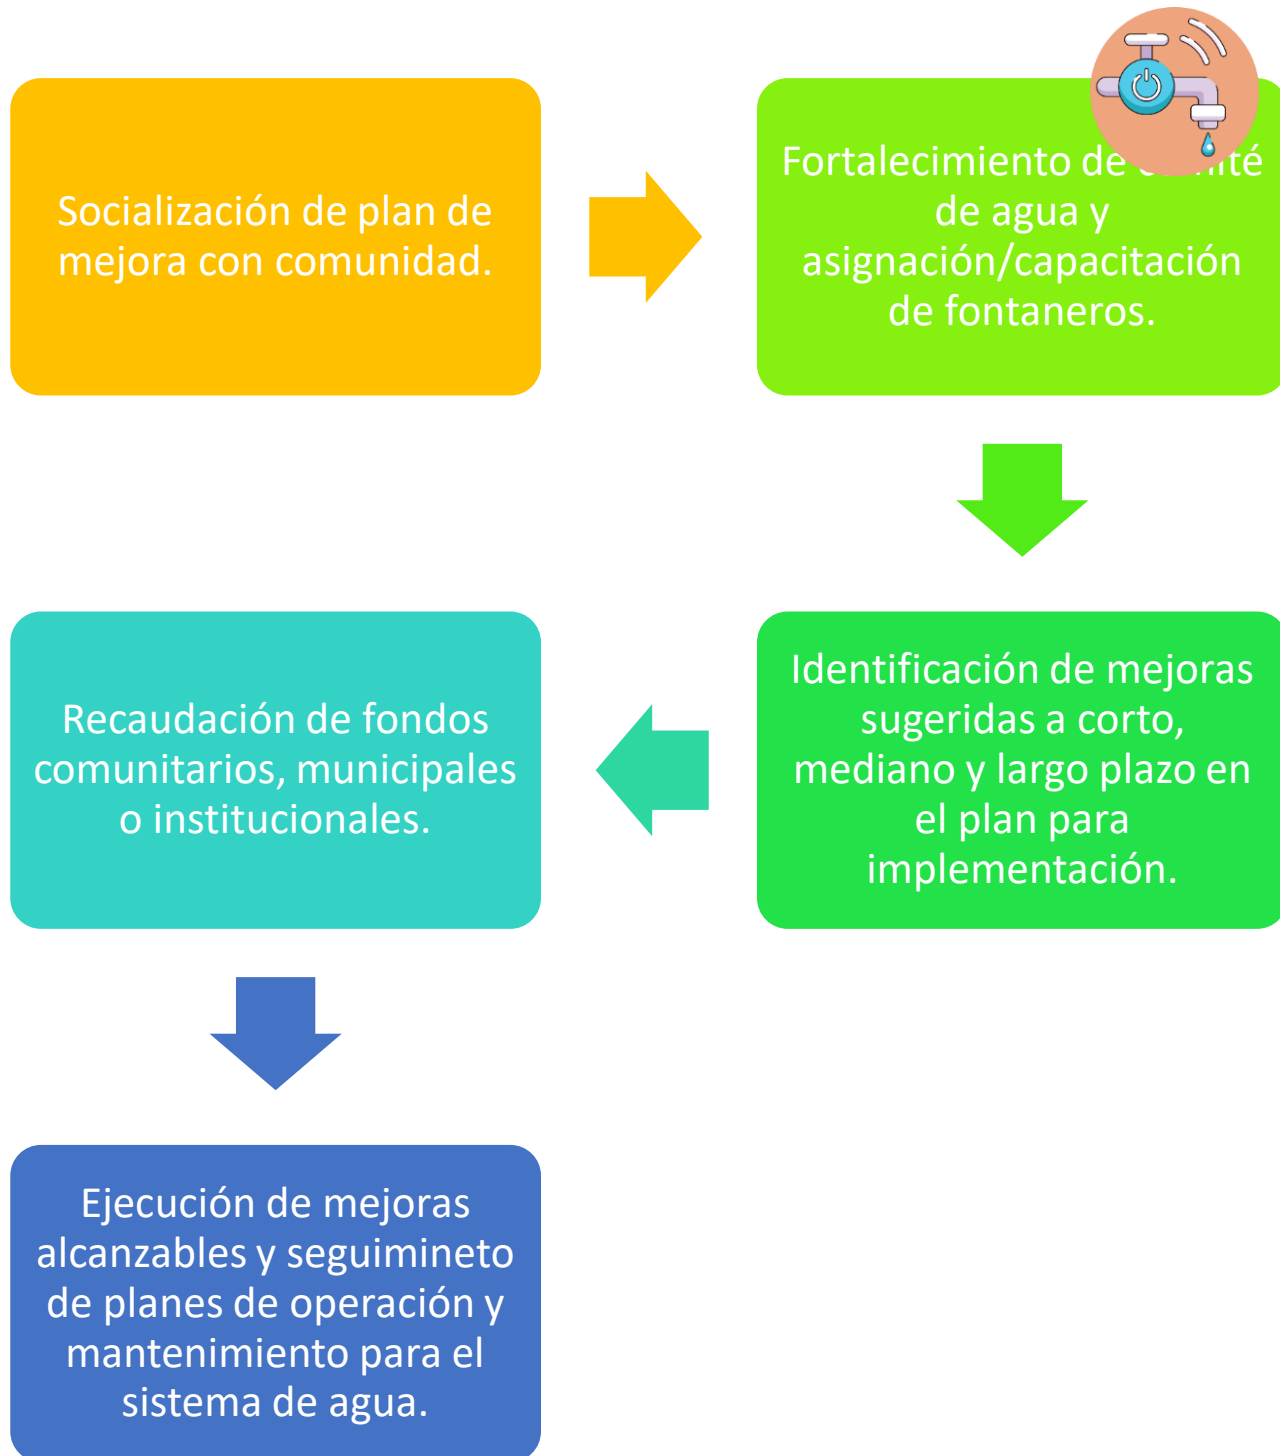 Socialización de plan de
mejora con comunidad.
Fortalecimiento de comité
de agua y
asignación/capacitación
de fontaneros.
Identificación de mejoras
sugeridas a corto,
mediano y largo plazo en
el plan para
implementación.
Recaudación de fondos
comunitarios, municipales
o institucionales.
Ejecución de mejoras
alcanzables y seguimineto
de planes de operación y
mantenimiento para el
sistema de agua.